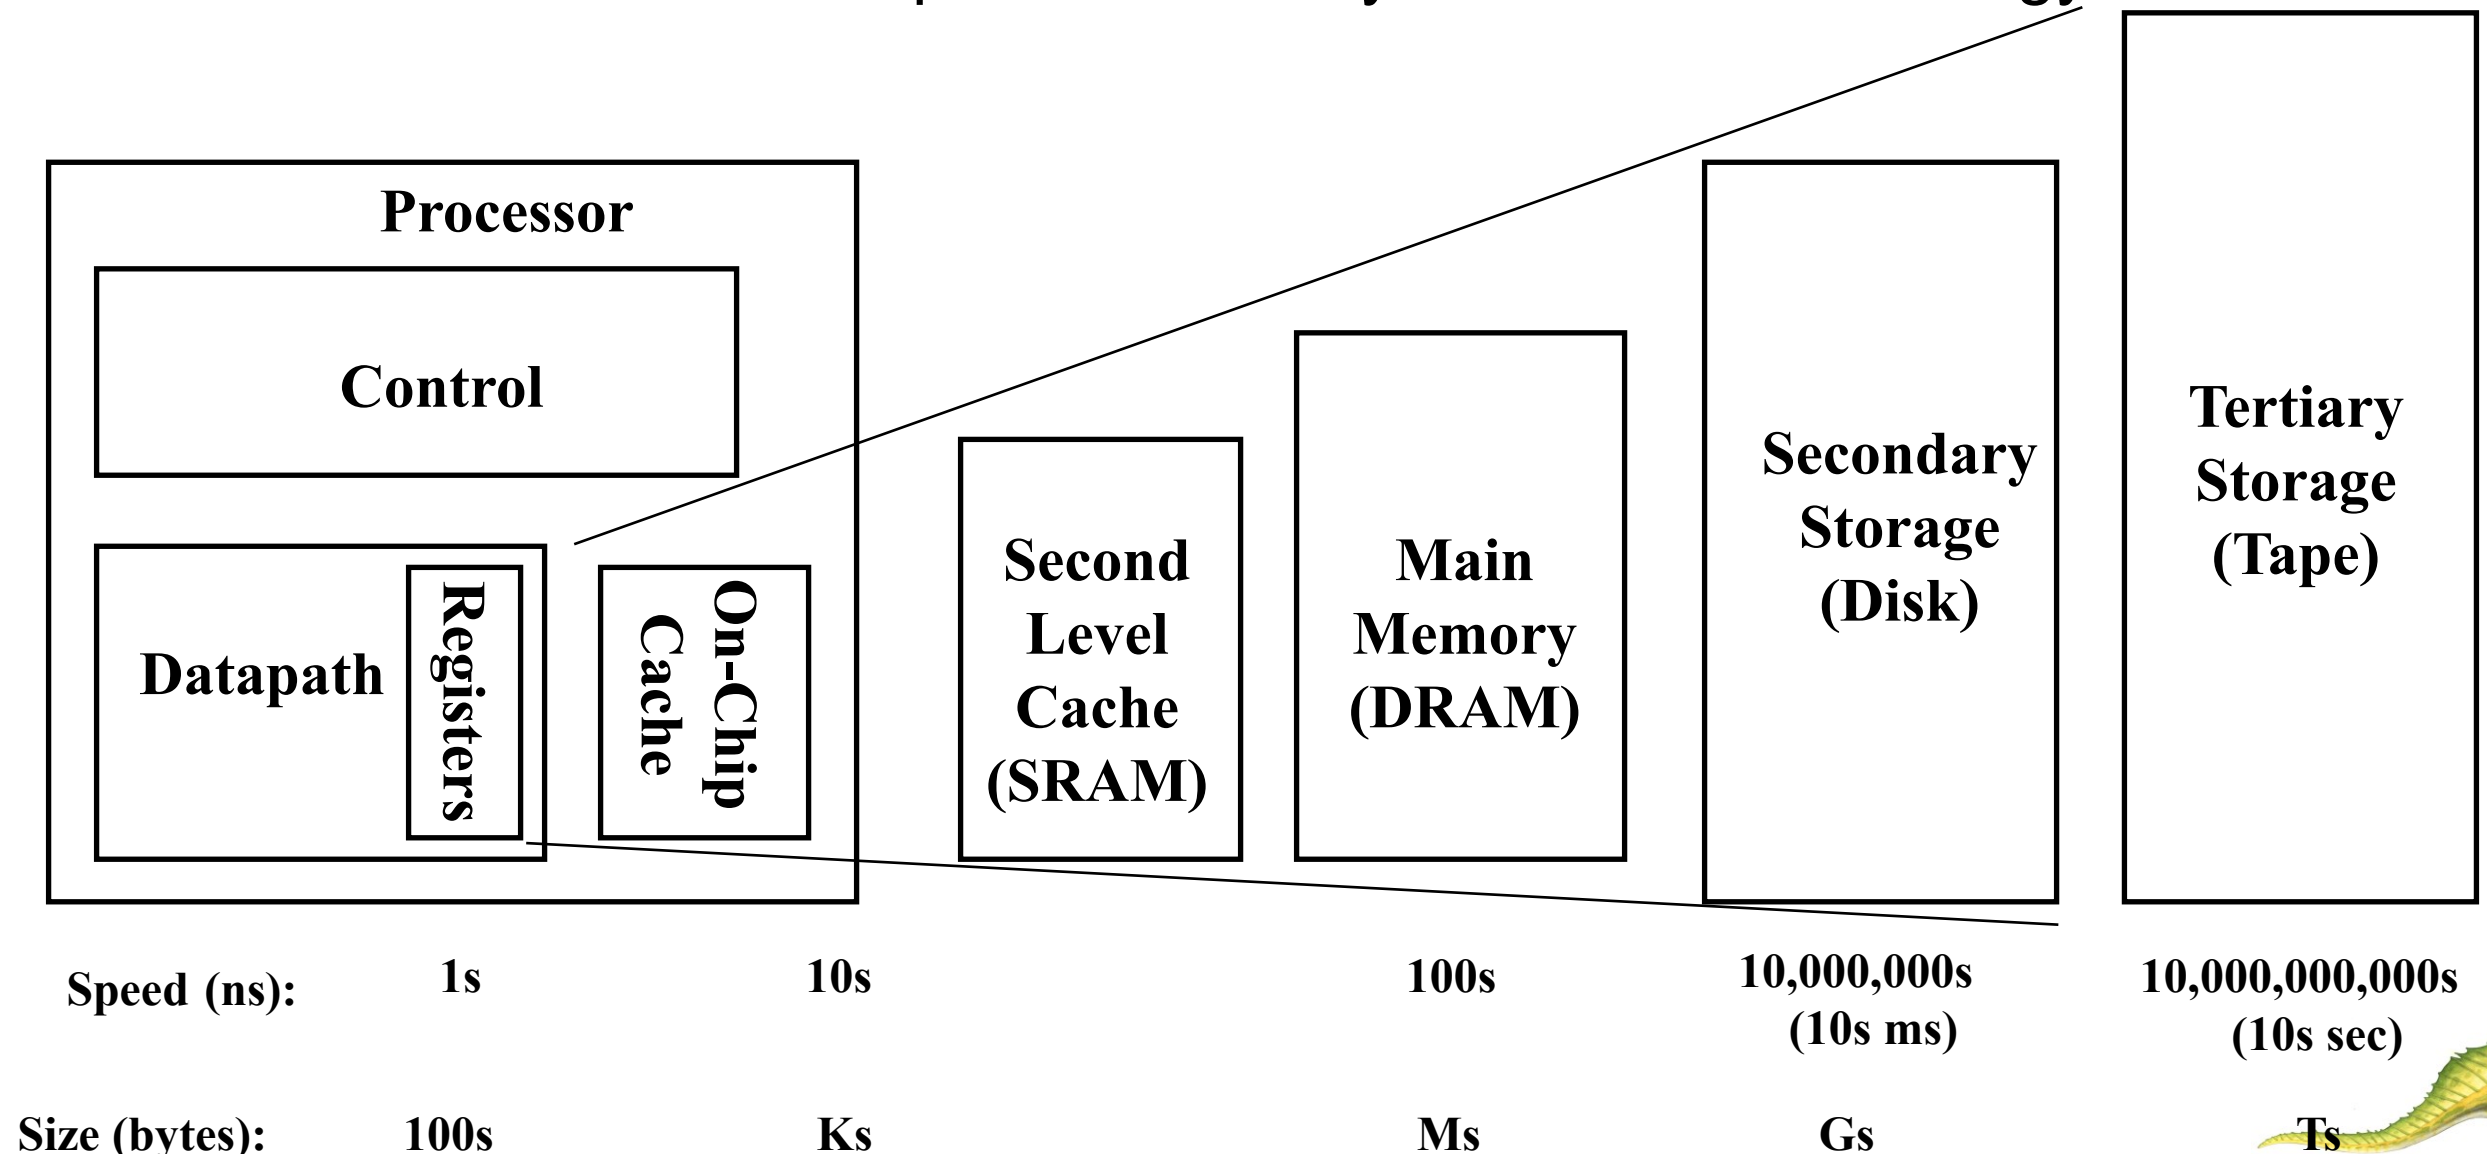 Processor
Control
Datapath
Registers
On-Chip
Cache
Second
Level
Cache
(SRAM)
Main
Memory
(DRAM)
Secondary
Storage
(Disk)
Tertiary
Storage
(Tape)
Speed (ns): 1s 10s 100s 10,000,000s 10,000,000,000s
(10s ms) (10s sec)
Size (bytes): 100s Ks Ms Gs Ts